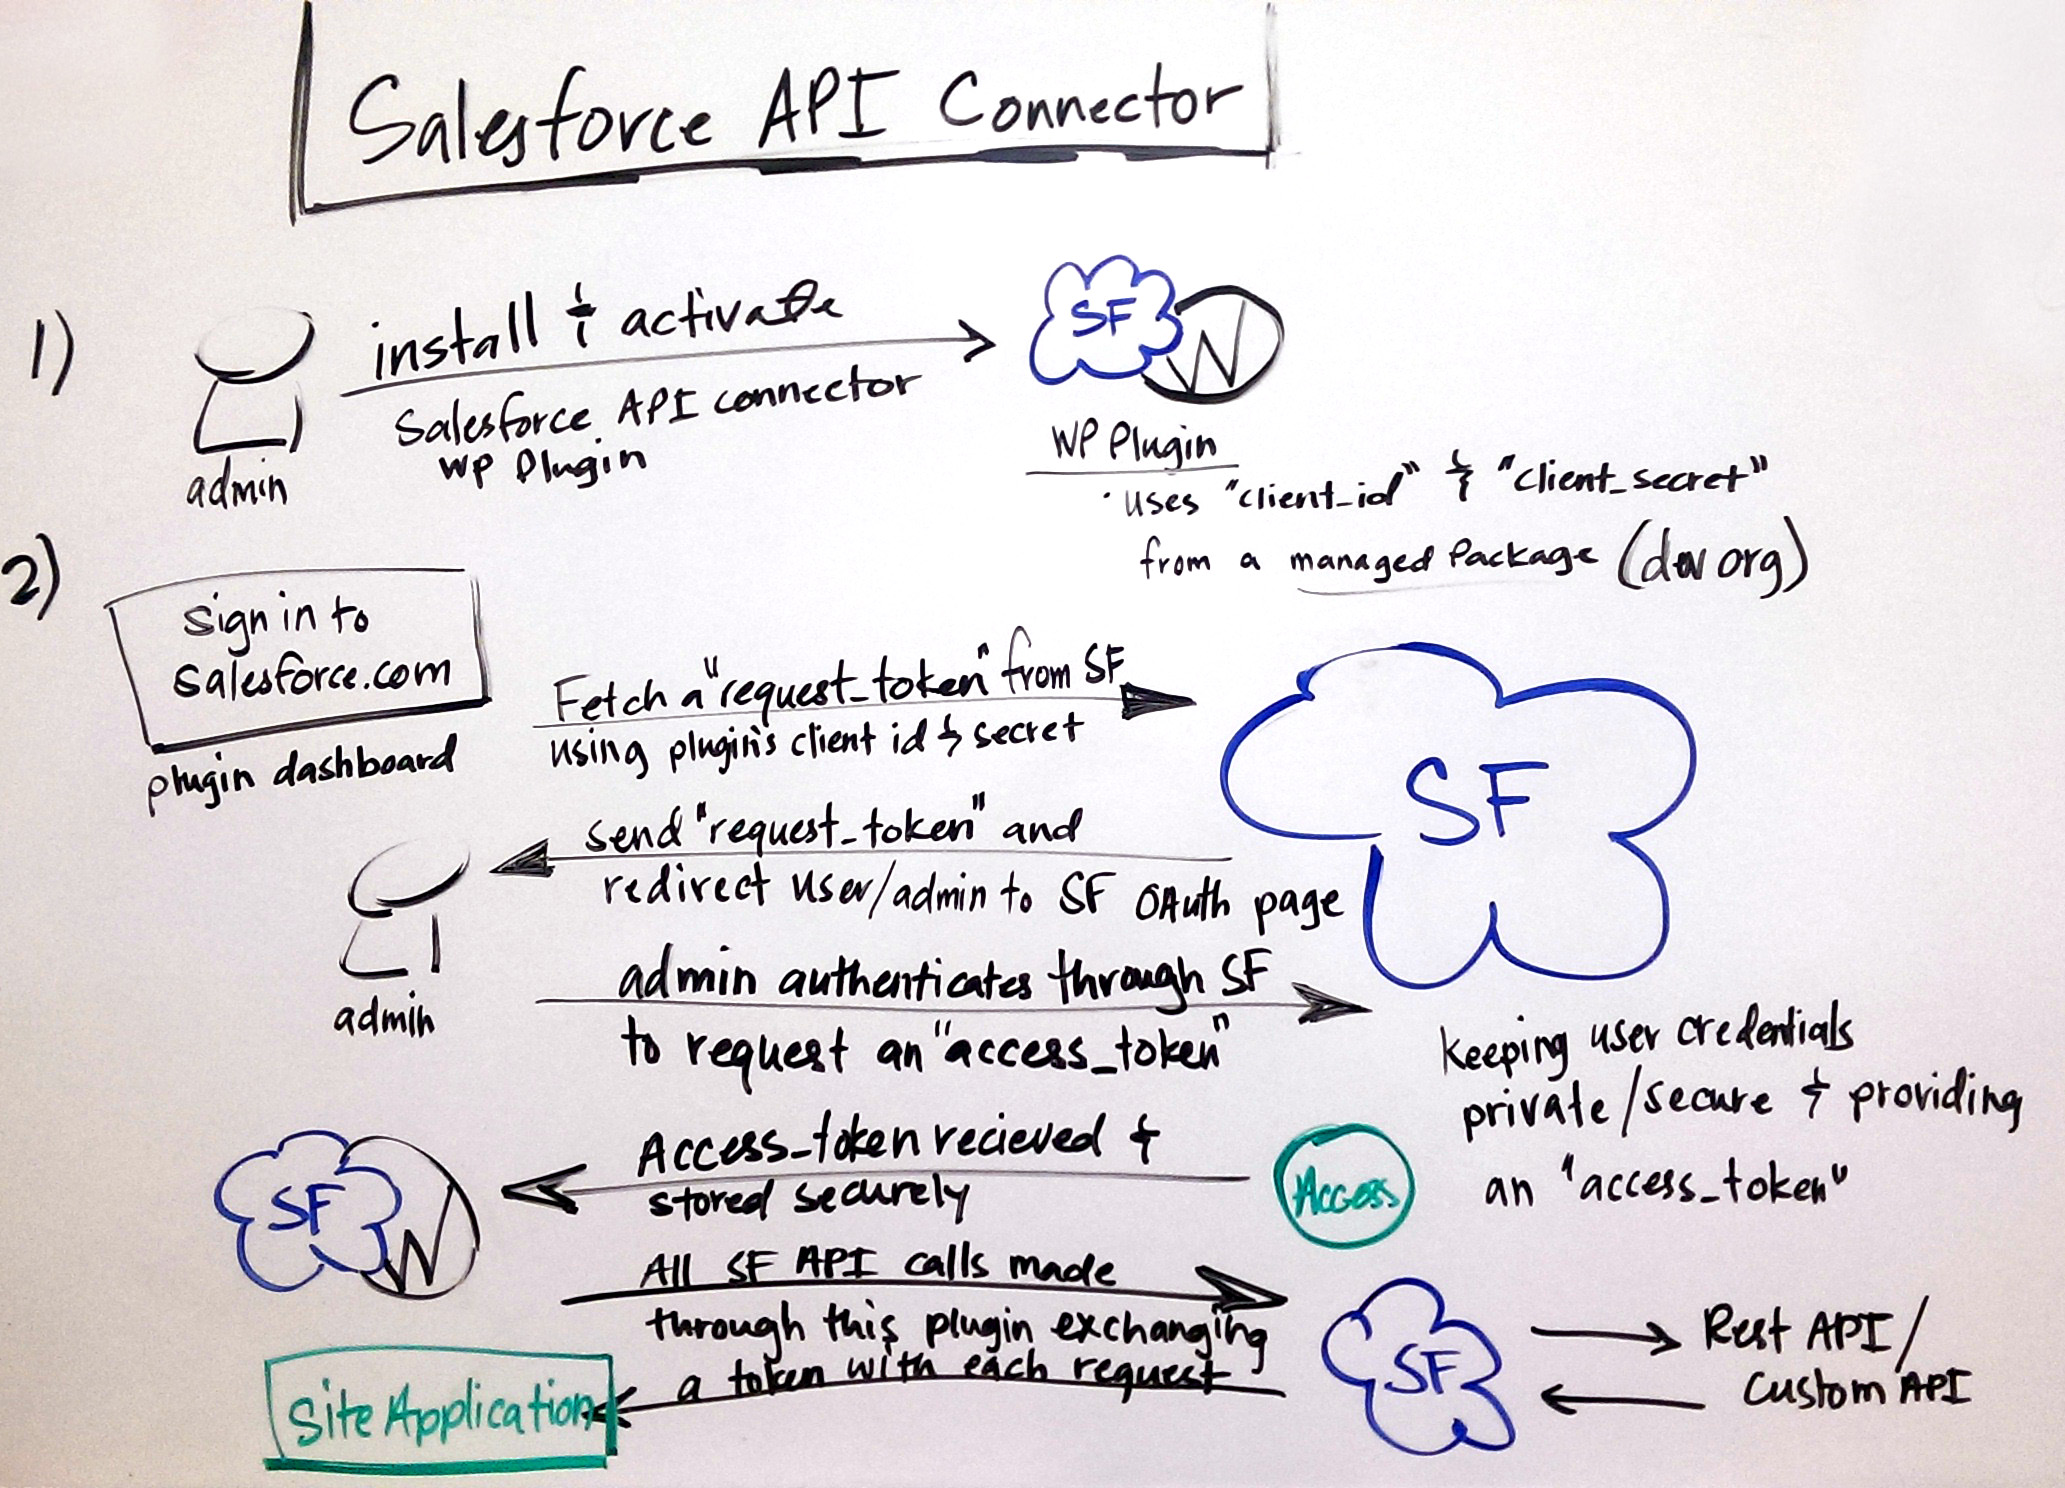 Salesforce API Connector
1)
install & activate
Salesforce API connector
WP Plugin
admin
SF
W
WP Plugin
· uses "client_id" & "client_secret"
from a managed Package (dev org)
2)
Sign in to
Salesforce.com
plugin dashboard
Fetch a "request_token" from SF
using plugin's client id & secret
SF
send "request_token" and
redirect user/admin to SF OAuth page
admin
admin authenticates through SF
to request an "access_token"
keeping user credentials
private/secure & providing
an "access_token"
Access_token recieved &
stored securely
Access
SF
W
All SF API calls made
through this plugin exchanging
a token with each request
Site Application
SF
Rest API/
Custom API